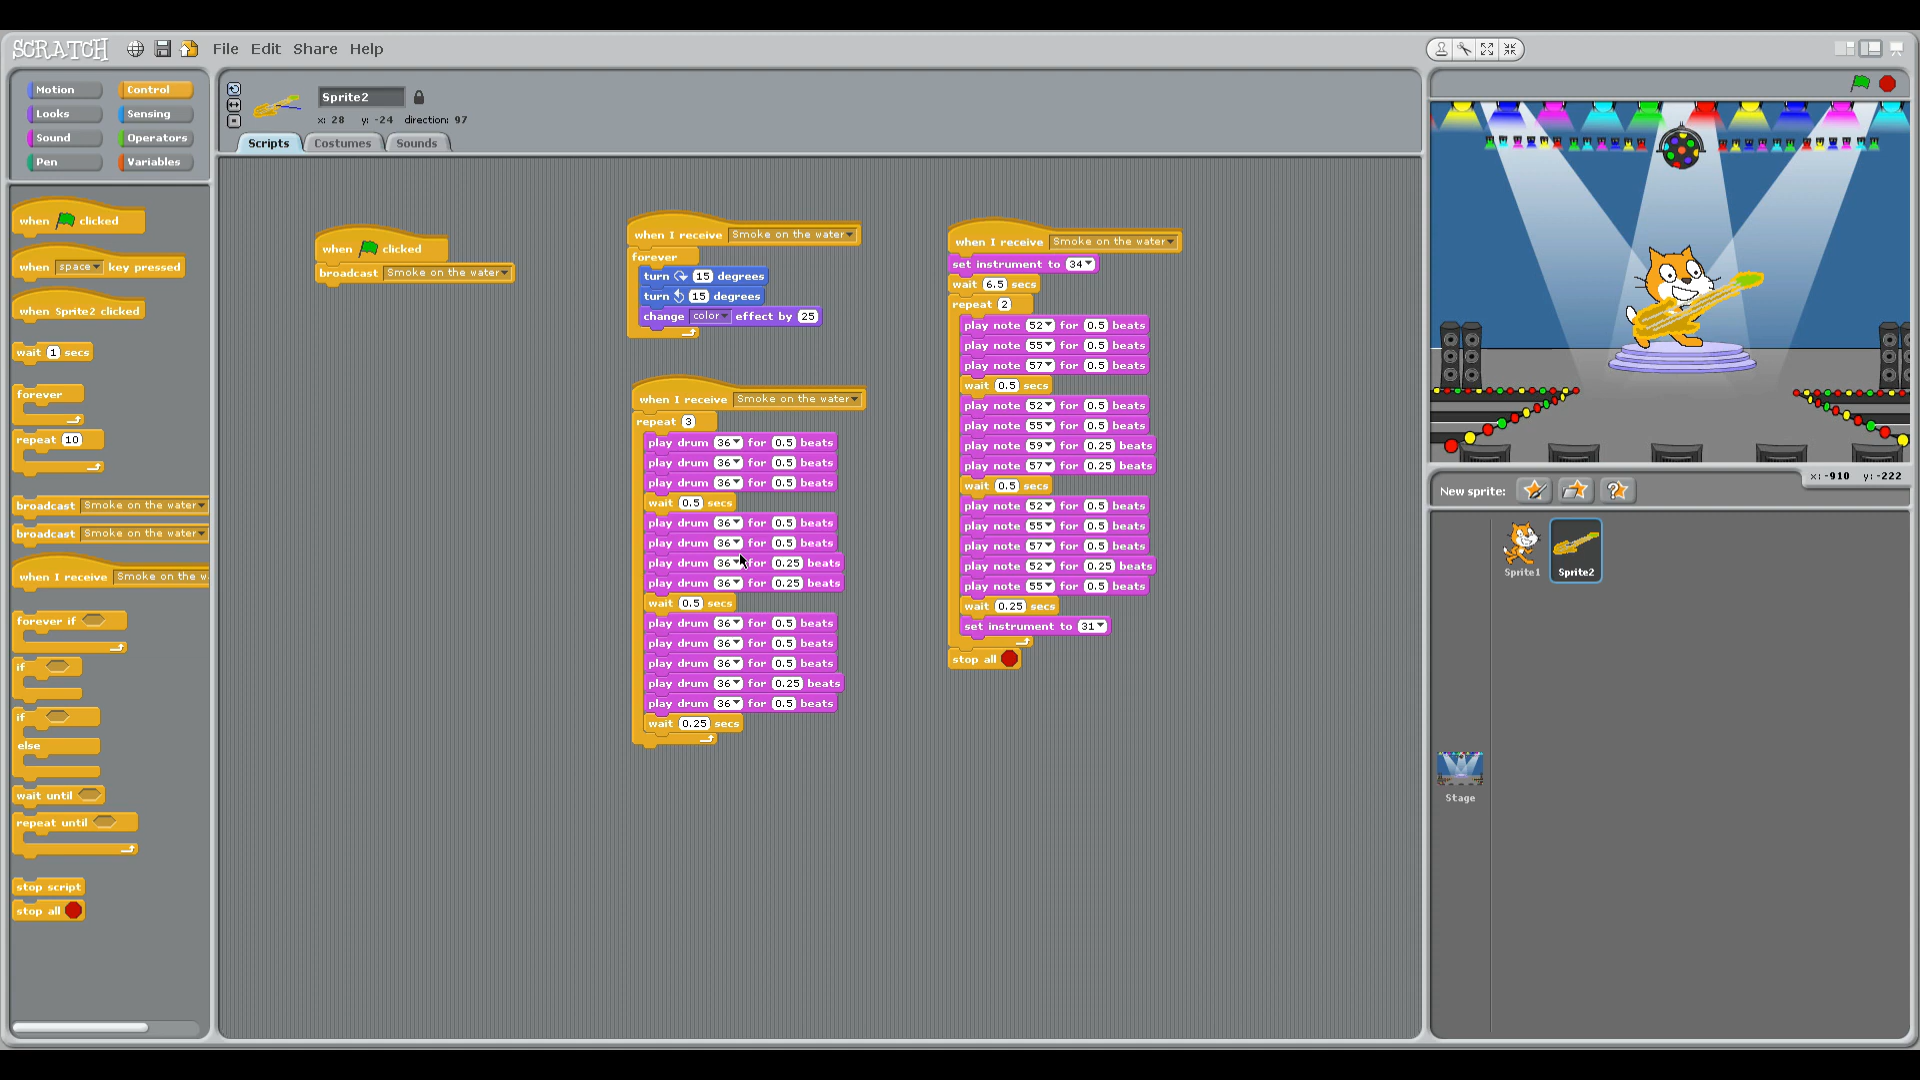 SCRATCH File Edit Share Help
Motion Control
Looks Sensing
Sound Operators
Pen Variables
when clicked
when space key pressed
when Sprite2 clicked
wait 1 secs
forever
repeat 10
broadcast Smoke on the water
broadcast Smoke on the water
when I receive Smoke on the w
forever if
if
if
else
wait until
repeat until
stop script
stop all
Sprite2
x: 28 y: -24 direction: 97
Scripts Costumes Sounds
when clicked
broadcast Smoke on the water
when I receive Smoke on the water
forever
turn 15 degrees
turn 15 degrees
change color effect by 25
when I receive Smoke on the water
repeat 3
play drum 36 for 0.5 beats
play drum 36 for 0.5 beats
play drum 36 for 0.5 beats
wait 0.5 secs
play drum 36 for 0.5 beats
play drum 36 for 0.5 beats
play drum 36 for 0.25 beats
play drum 36 for 0.25 beats
wait 0.5 secs
play drum 36 for 0.5 beats
play drum 36 for 0.5 beats
play drum 36 for 0.5 beats
play drum 36 for 0.25 beats
play drum 36 for 0.5 beats
wait 0.25 secs
when I receive Smoke on the water
set instrument to 34
wait 6.5 secs
repeat 2
play note 52 for 0.5 beats
play note 55 for 0.5 beats
play note 57 for 0.5 beats
wait 0.5 secs
play note 52 for 0.5 beats
play note 55 for 0.5 beats
play note 59 for 0.25 beats
play note 57 for 0.25 beats
wait 0.5 secs
play note 52 for 0.5 beats
play note 55 for 0.5 beats
play note 57 for 0.5 beats
play note 52 for 0.25 beats
play note 55 for 0.5 beats
wait 0.25 secs
set instrument to 31
stop all
x: -910 y: -222
New sprite:
Sprite1 Sprite2
Stage